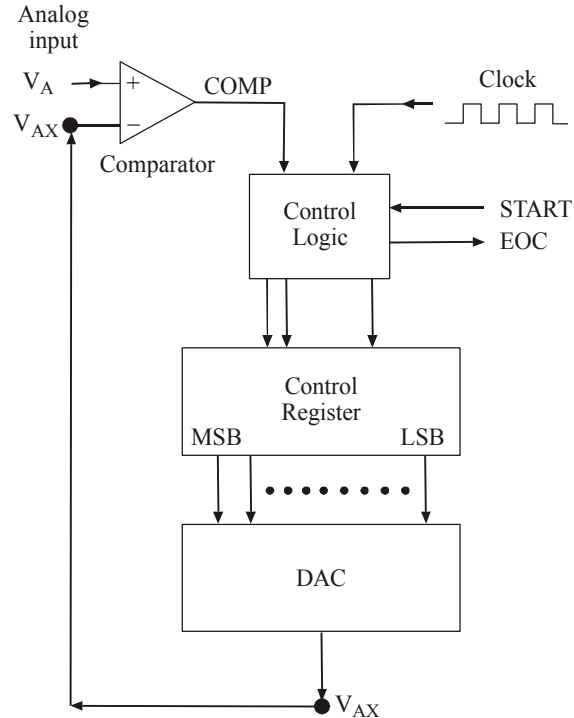 Analog
input
V_A
+
COMP
Clock
V_AX
−
Comparator
Control
Logic
START
EOC
Control
Register
MSB
LSB
DAC
V_AX